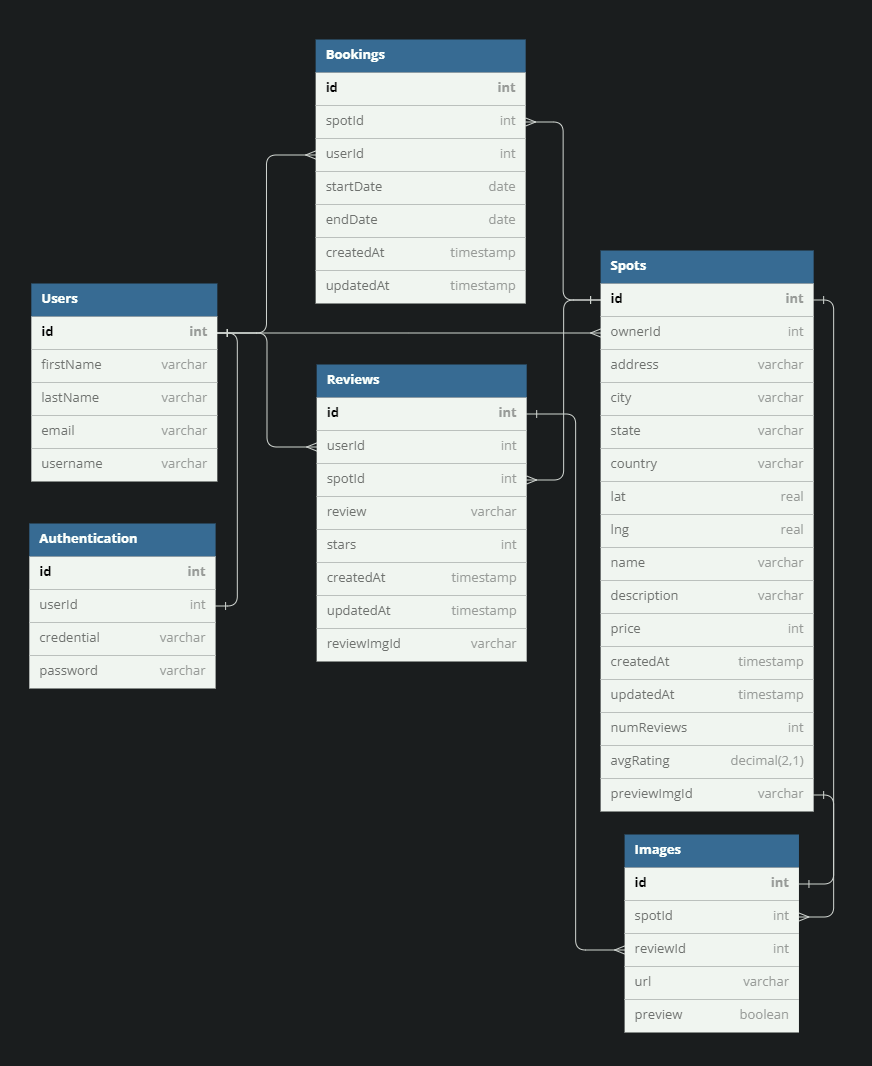 Bookings
id int
spotId int
userId int
startDate date
endDate date
createdAt timestamp
updatedAt timestamp
Users
id int
firstName varchar
lastName varchar
email varchar
username varchar
Authentication
id int
userId int
credential varchar
password varchar
Reviews
id int
userId int
spotId int
review varchar
stars int
createdAt timestamp
updatedAt timestamp
reviewImgId varchar
Spots
id int
ownerId int
address varchar
city varchar
state varchar
country varchar
lat real
lng real
name varchar
description varchar
price int
createdAt timestamp
updatedAt timestamp
numReviews int
avgRating decimal(2,1)
previewImgId varchar
Images
id int
spotId int
reviewId int
url varchar
preview boolean